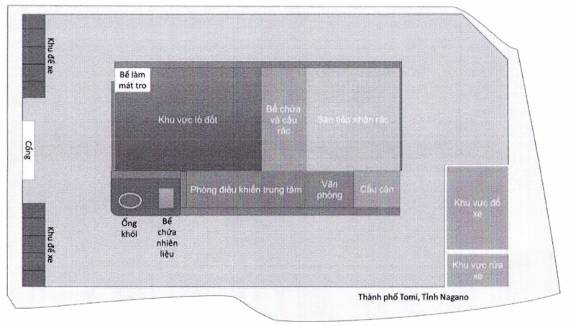 Khu để xe
Bể làm
mát tro
Khu vực lò đốt
Bể chứa
và cẩu
rác
Sàn tiếp nhận rác
Cổng
Phòng điều khiển trung tâm
Văn
phòng
Cầu cân
Khu vực đỗ
xe
Ống
khói
Bể
chứa
nhiên
liệu
Khu để xe
Khu vực rửa
xe
Thành phố Tomi, Tỉnh Nagano